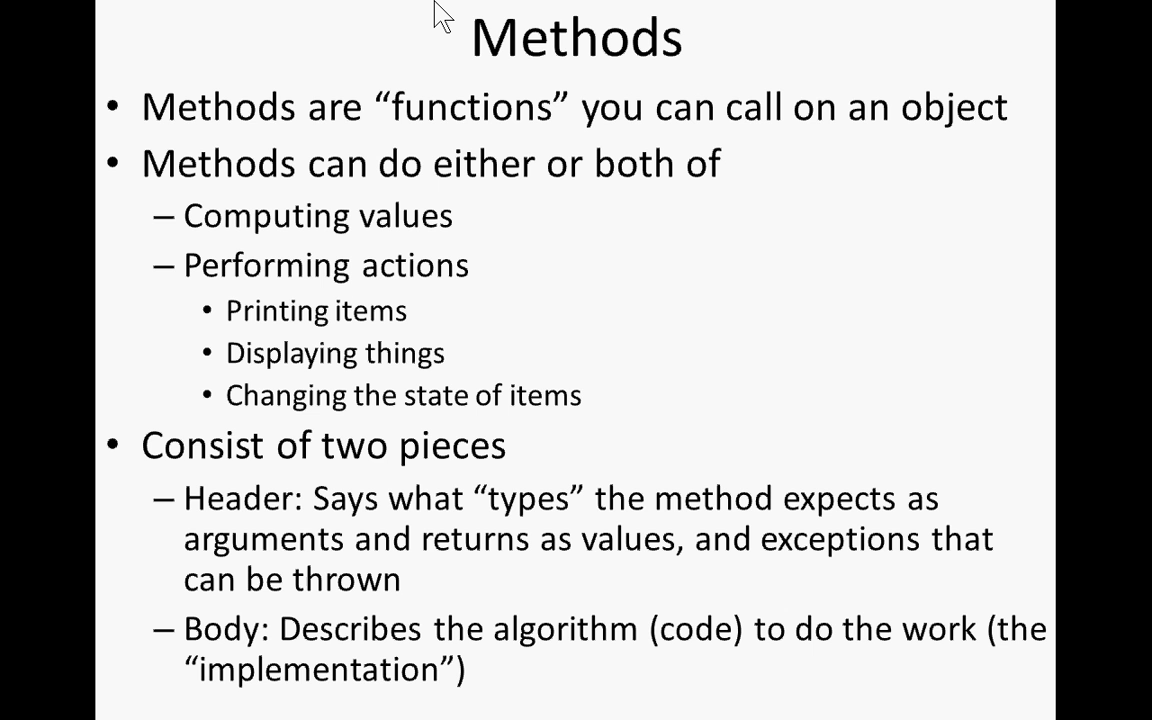 Methods
• Methods are “functions” you can call on an object
• Methods can do either or both of
– Computing values
– Performing actions
• Printing items
• Displaying things
• Changing the state of items
• Consist of two pieces
– Header: Says what “types” the method expects as
arguments and returns as values, and exceptions that
can be thrown
– Body: Describes the algorithm (code) to do the work (the
“implementation”)